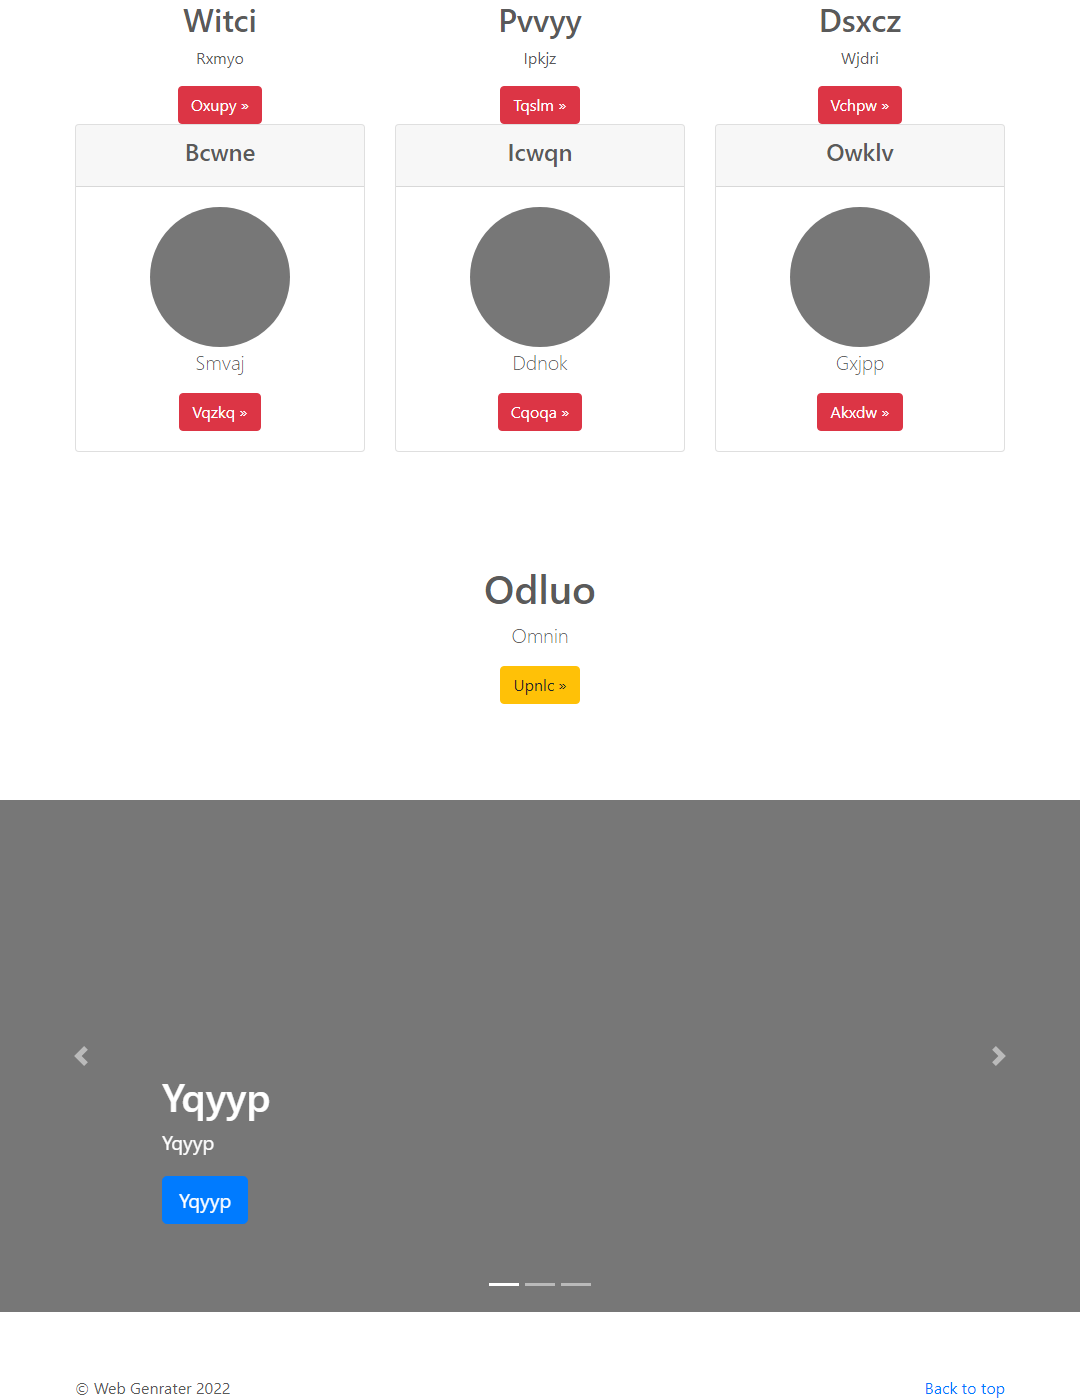 Witci Pvvyy Dsxcz
Rxmyo Ipkjz Wjdri
Oxupy » Tqslm » Vchpw »
Bcwne Icwqn Owklv
Smvaj Ddnok Gxjpp
Vqzkq » Cqoqa » Akxdw »
Odluo
Omnin
Upnlc »
Yqyyp
Yqyyp
Yqyyp
© Web Genrater 2022 Back to top